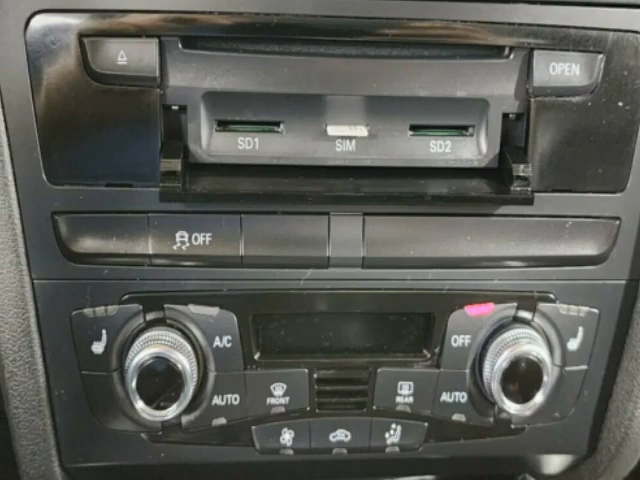 OPEN
SD1 SIM SD2
OFF
A/C OFF
AUTO FRONT REAR AUTO